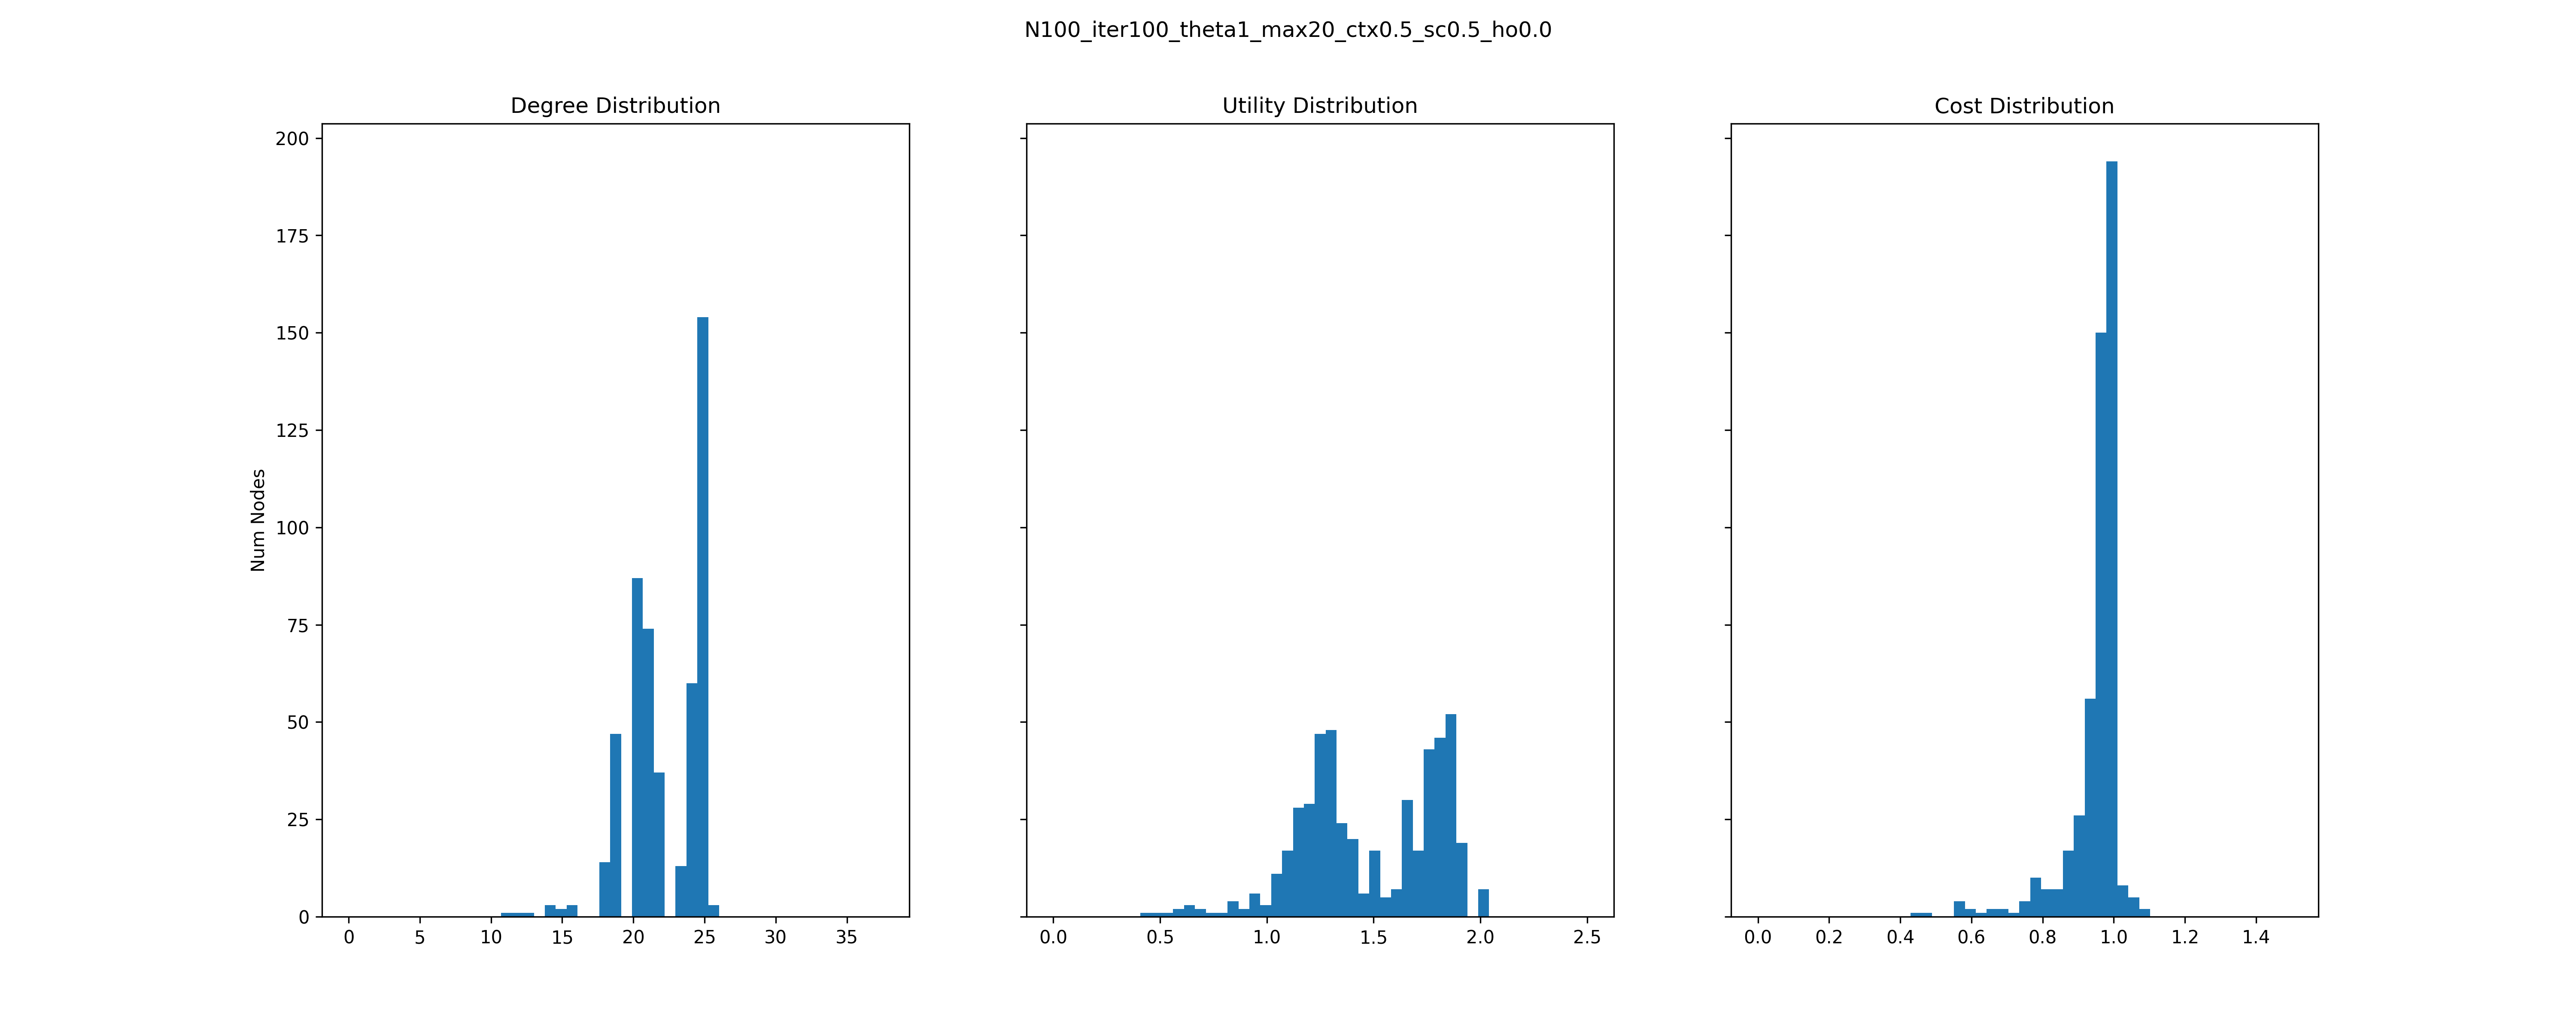 N100_iter100_theta1_max20_ctx0.5_sc0.5_ho0.0
Degree Distribution
Num Nodes
200
175
150
125
100
75
50
25
0
0 5 10 15 20 25 30 35
Utility Distribution
0.0 0.5 1.0 1.5 2.0 2.5
Cost Distribution
0.0 0.2 0.4 0.6 0.8 1.0 1.2 1.4